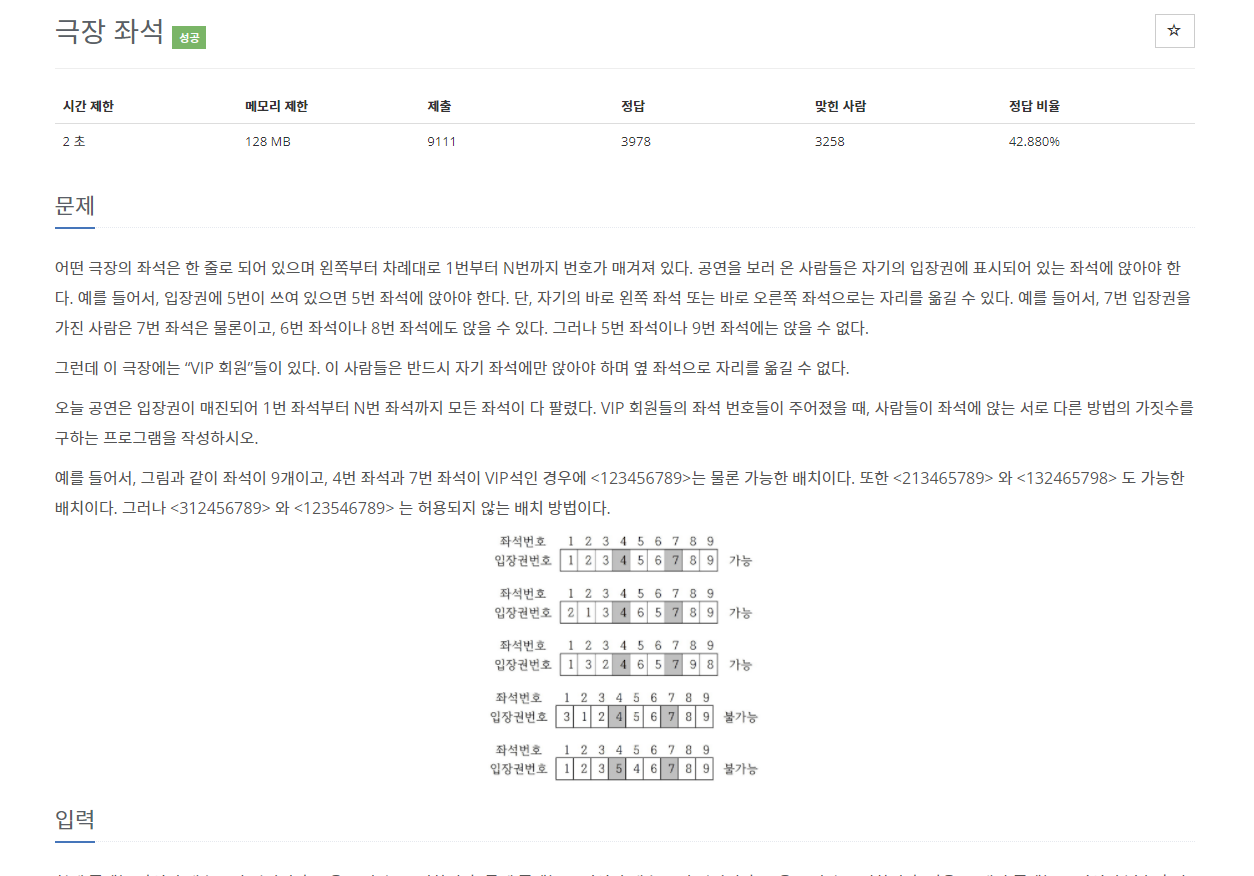 극장 좌석 성공
☆
시간 제한 메모리 제한 제출 정답 맞힌 사람 정답 비율
2 초 128 MB 9111 3978 3258 42.880%
문제
어떤 극장의 좌석은 한 줄로 되어 있으며 왼쪽부터 차례대로 1번부터 N번까지 번호가 매겨져 있다. 공연을 보러 온 사람들은 자기의 입장권에 표시되어 있는 좌석에 앉아야 한
다. 예를 들어서, 입장권에 5번이 쓰여 있으면 5번 좌석에 앉아야 한다. 단, 자기의 바로 왼쪽 좌석 또는 바로 오른쪽 좌석으로는 자리를 옮길 수 있다. 예를 들어서, 7번 입장권을
가진 사람은 7번 좌석은 물론이고, 6번 좌석이나 8번 좌석에도 앉을 수 있다. 그러나 5번 좌석이나 9번 좌석에는 앉을 수 없다.
그런데 이 극장에는 “VIP 회원”들이 있다. 이 사람들은 반드시 자기 좌석에만 앉아야 하며 옆 좌석으로 자리를 옮길 수 없다.
오늘 공연은 입장권이 매진되어 1번 좌석부터 N번 좌석까지 모든 좌석이 다 팔렸다. VIP 회원들의 좌석 번호들이 주어졌을 때, 사람들이 좌석에 앉는 서로 다른 방법의 가짓수를
구하는 프로그램을 작성하시오.
예를 들어서, 그림과 같이 좌석이 9개이고, 4번 좌석과 7번 좌석이 VIP석인 경우에 <123456789>는 물론 가능한 배치이다. 또한 <213465789> 와 <132465798> 도 가능한
배치이다. 그러나 <312456789> 와 <123546789> 는 허용되지 않는 배치 방법이다.
좌석번호 1 2 3 4 5 6 7 8 9
입장권번호 1 2 3 4 5 6 7 8 9 가능
좌석번호 1 2 3 4 5 6 7 8 9
입장권번호 2 1 3 4 6 5 7 8 9 가능
좌석번호 1 2 3 4 5 6 7 8 9
입장권번호 1 3 2 4 6 5 7 9 8 가능
좌석번호 1 2 3 4 5 6 7 8 9
입장권번호 3 1 2 4 5 6 7 8 9 불가능
좌석번호 1 2 3 4 5 6 7 8 9
입장권번호 1 2 3 5 4 6 7 8 9 불가능
입력